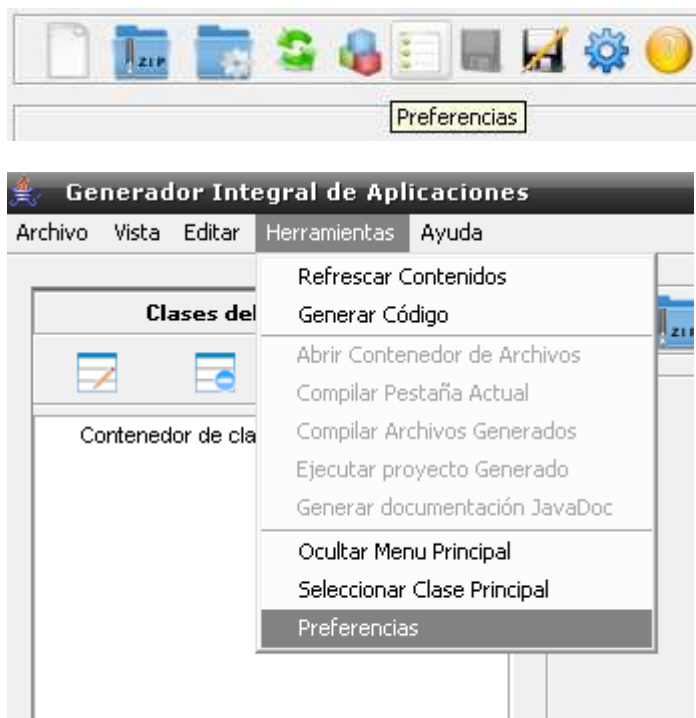 ZIP
Preferencias
Generador Integral de Aplicaciones
Archivo Vista Editar Herramientas Ayuda
Refrescar Contenidos
Clases del
Generar Código
ZIP
Abrir Contenedor de Archivos
Compilar Pestaña Actual
Contenedor de cla
Compilar Archivos Generados
Ejecutar proyecto Generado
Generar documentación JavaDoc
Ocultar Menu Principal
Seleccionar Clase Principal
Preferencias